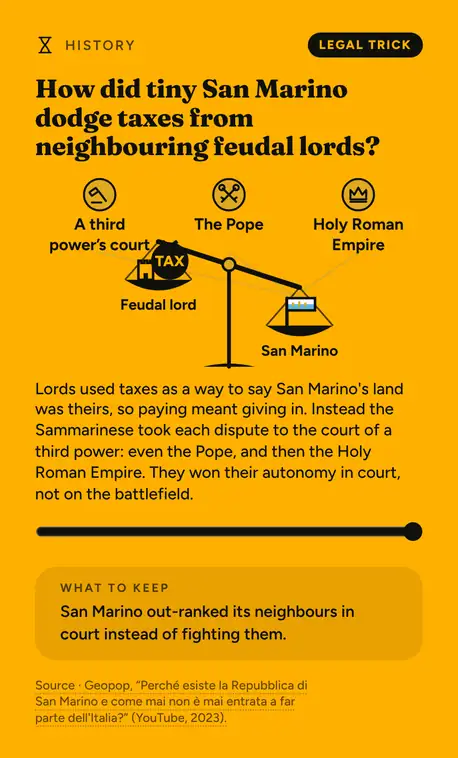 HISTORY
LEGAL TRICK
How did tiny San Marino
dodge taxes from
neighbouring feudal lords?
A third
power’s court
The Pope
Holy Roman
Empire
TAX
Feudal lord
San Marino
Lords used taxes as a way to say San Marino's land
was theirs, so paying meant giving in. Instead the
Sammarinese took each dispute to the court of a
third power: even the Pope, and then the Holy
Roman Empire. They won their autonomy in court,
not on the battlefield.
WHAT TO KEEP
San Marino out-ranked its neighbours in
court instead of fighting them.
Source · Geopop, “Perché esiste la Repubblica di
San Marino e come mai non è mai entrata a far
parte dell’Italia?” (YouTube, 2023).